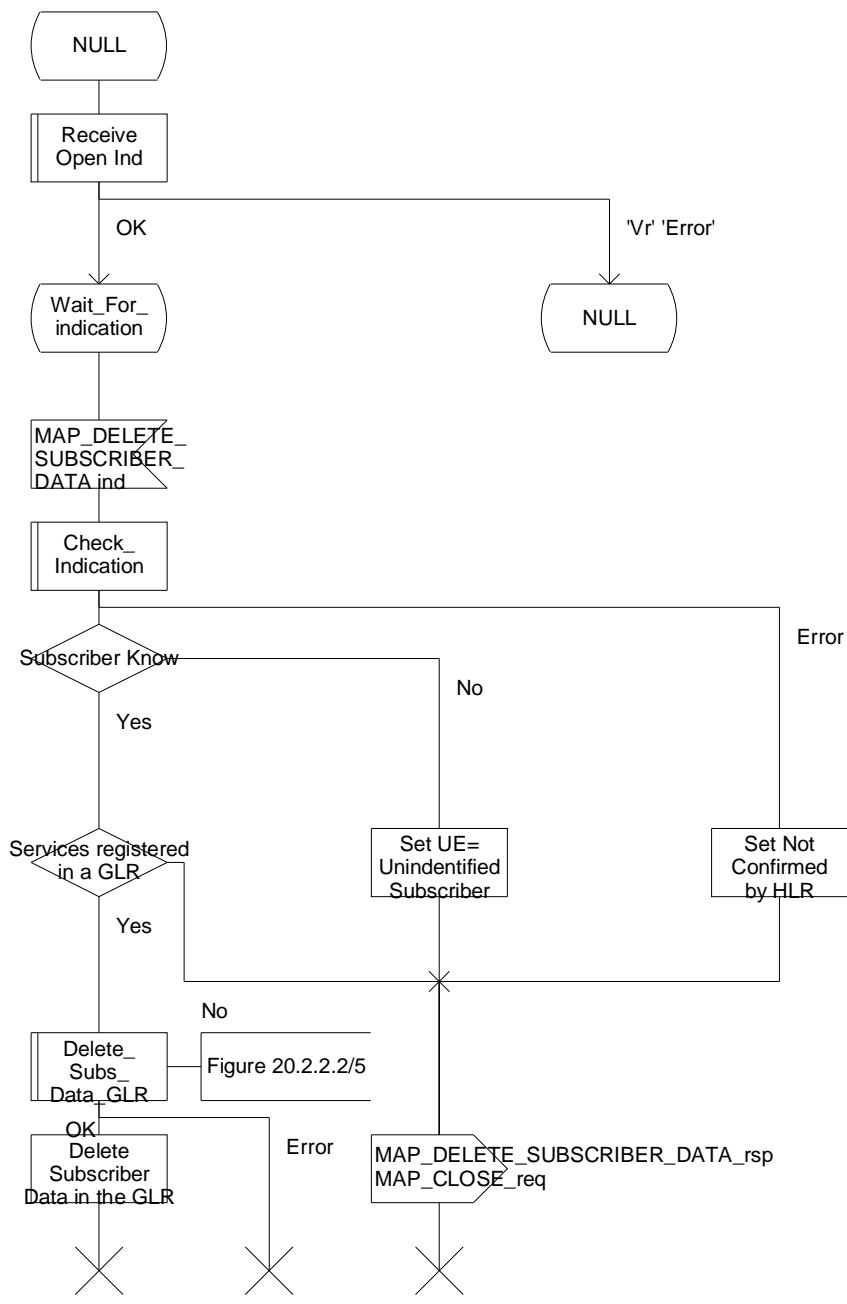 NULL
Receive
Open Ind
OK
'Vr' 'Error'
Wait_For_
indication
NULL
MAP_DELETE_
SUBSCRIBER_
DATA ind
Check_
Indication
Error
Subscriber Know
No
Yes
Services registered
in a GLR
Set UE=
Unindentified
Subscriber
Set Not
Confirmed
by HLR
Yes
No
Delete_
Subs_
Data_GLR
Figure 20.2.2.2/5
OK
Error
Delete
Subscriber
Data in the GLR
MAP_DELETE_SUBSCRIBER_DATA_rsp
MAP_CLOSE_req